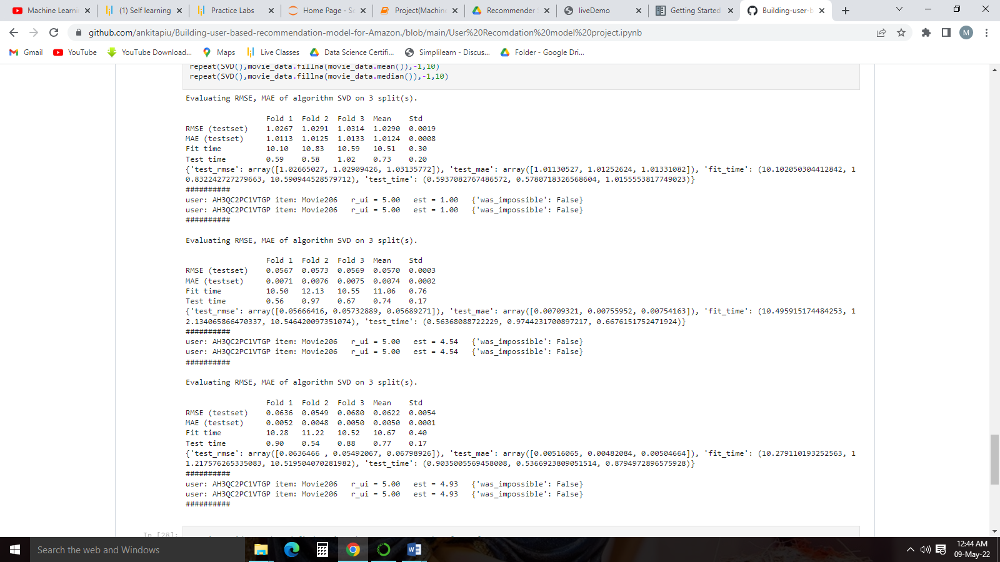 Machine Learni
(1) Self learning
Practice Labs
Home Page - Se
Project(Machine
Recommender
liveDemo
Getting Started
Building-user-b
github.com/ankitapiu/Building-user-based-recommendation-model-for-Amazon./blob/main/User%20Recomdation%20model%20project.ipynb
M
Gmail
YouTube
YouTube Download...
Maps
Live Classes
Data Science Certifi...
Simplilearn - Discus...
Folder - Google Dri...
repeat(SVD(),movie_data.fillna(movie_data.mean()),-1,10)
repeat(SVD(),movie_data.fillna(movie_data.median()),-1,10)
Evaluating RMSE, MAE of algorithm SVD on 3 split(s).
Fold 1 Fold 2 Fold 3 Mean Std
RMSE (testset) 1.0267 1.0291 1.0314 1.0290 0.0019
MAE (testset) 1.0113 1.0125 1.0133 1.0124 0.0008
Fit time 10.10 10.83 10.59 10.51 0.30
Test time 0.59 0.58 1.02 0.73 0.20
{'test_rmse': array([1.02665027, 1.02909426, 1.03135772]), 'test_mae': array([1.01130527, 1.01252624, 1.01331082]), 'fit_time': (10.102050304412842, 1
0.832242727279663, 10.590944528579712), 'test_time': (0.5937082767486572, 0.5780718326568604, 1.0155553817749023)}
##########
user: AH3QC2PC1VTGP item: Movie206 r_ui = 5.00 est = 1.00 {'was_impossible': False}
user: AH3QC2PC1VTGP item: Movie206 r_ui = 5.00 est = 1.00 {'was_impossible': False}
##########
Evaluating RMSE, MAE of algorithm SVD on 3 split(s).
Fold 1 Fold 2 Fold 3 Mean Std
RMSE (testset) 0.0567 0.0573 0.0569 0.0570 0.0003
MAE (testset) 0.0071 0.0076 0.0075 0.0074 0.0002
Fit time 10.50 12.13 10.55 11.06 0.76
Test time 0.56 0.97 0.67 0.74 0.17
{'test_rmse': array([0.05666416, 0.05732889, 0.05689271]), 'test_mae': array([0.00709321, 0.00755952, 0.00754163]), 'fit_time': (10.495915174484253, 1
2.134065866470337, 10.546420097351074), 'test_time': (0.56368088722229, 0.9744231700897217, 0.6676151752471924)}
##########
user: AH3QC2PC1VTGP item: Movie206 r_ui = 5.00 est = 4.54 {'was_impossible': False}
user: AH3QC2PC1VTGP item: Movie206 r_ui = 5.00 est = 4.54 {'was_impossible': False}
##########
Evaluating RMSE, MAE of algorithm SVD on 3 split(s).
Fold 1 Fold 2 Fold 3 Mean Std
RMSE (testset) 0.0636 0.0549 0.0680 0.0622 0.0054
MAE (testset) 0.0052 0.0048 0.0050 0.0050 0.0001
Fit time 10.28 11.22 10.52 10.67 0.40
Test time 0.90 0.54 0.88 0.77 0.17
{'test_rmse': array([0.0636466 , 0.05492067, 0.06798926]), 'test_mae': array([0.00516065, 0.00482084, 0.00504664]), 'fit_time': (10.279110193252563, 1
1.217576265335083, 10.519504070281982), 'test_time': (0.9035005569458008, 0.5366923809051514, 0.8794972896575928)}
##########
user: AH3QC2PC1VTGP item: Movie206 r_ui = 5.00 est = 4.93 {'was_impossible': False}
user: AH3QC2PC1VTGP item: Movie206 r_ui = 5.00 est = 4.93 {'was_impossible': False}
##########
In [28]:
Search the web and Windows
12:44 AM
09-May-22